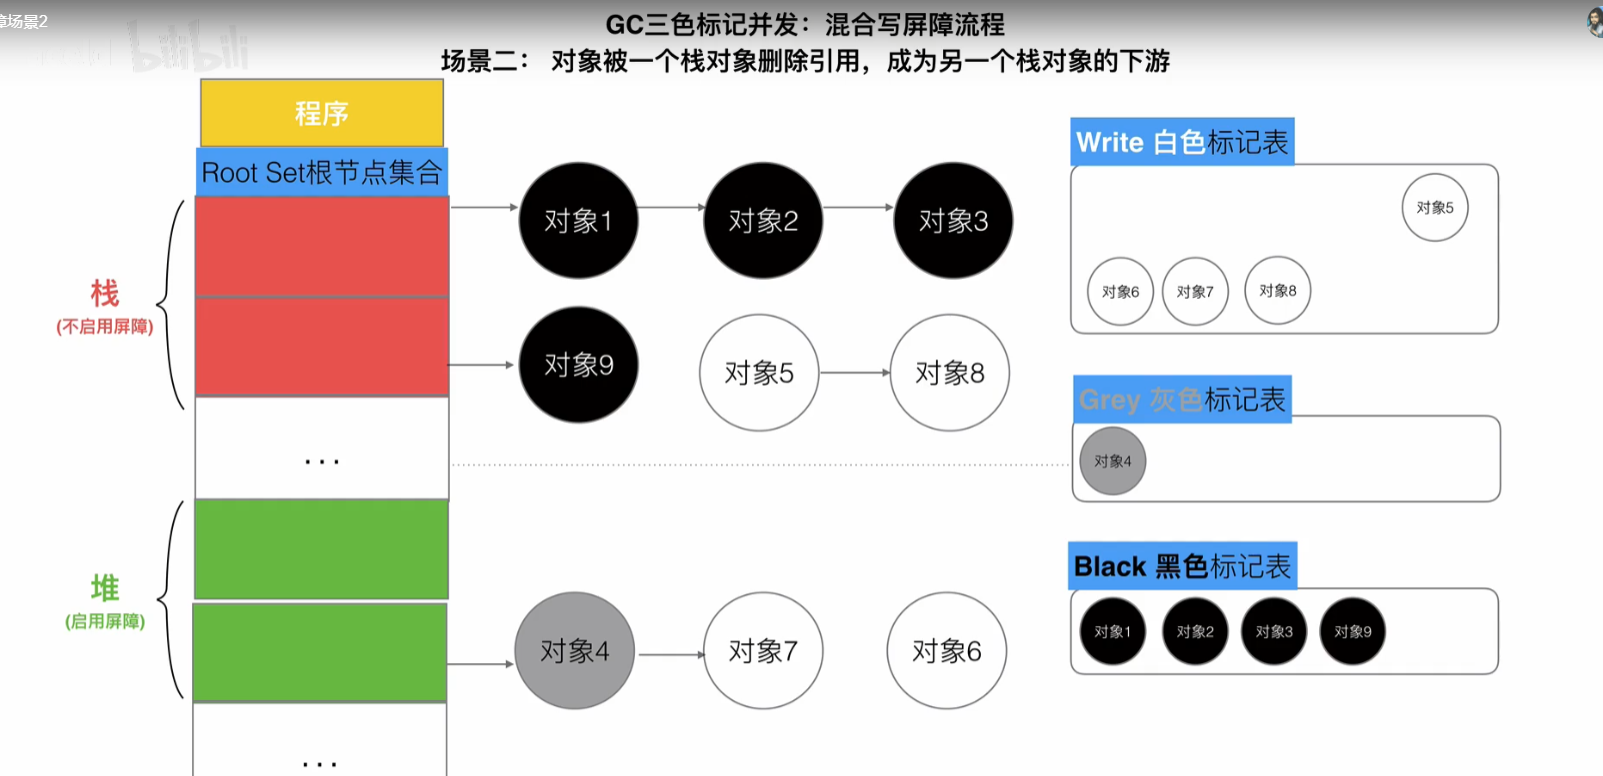 障场景2
GC三色标记并发：混合写屏障流程
bilibili
场景二： 对象被一个栈对象删除引用，成为另一个栈对象的下游
程序
Root Set根节点集合
栈
(不启用屏障)
...
堆
(启用屏障)
...
对象1
对象2
对象3
对象9
对象5
对象8
对象4
对象7
对象6
Write 白色标记表
对象5
对象6
对象7
对象8
Grey 灰色标记表
对象4
Black 黑色标记表
对象1
对象2
对象3
对象9